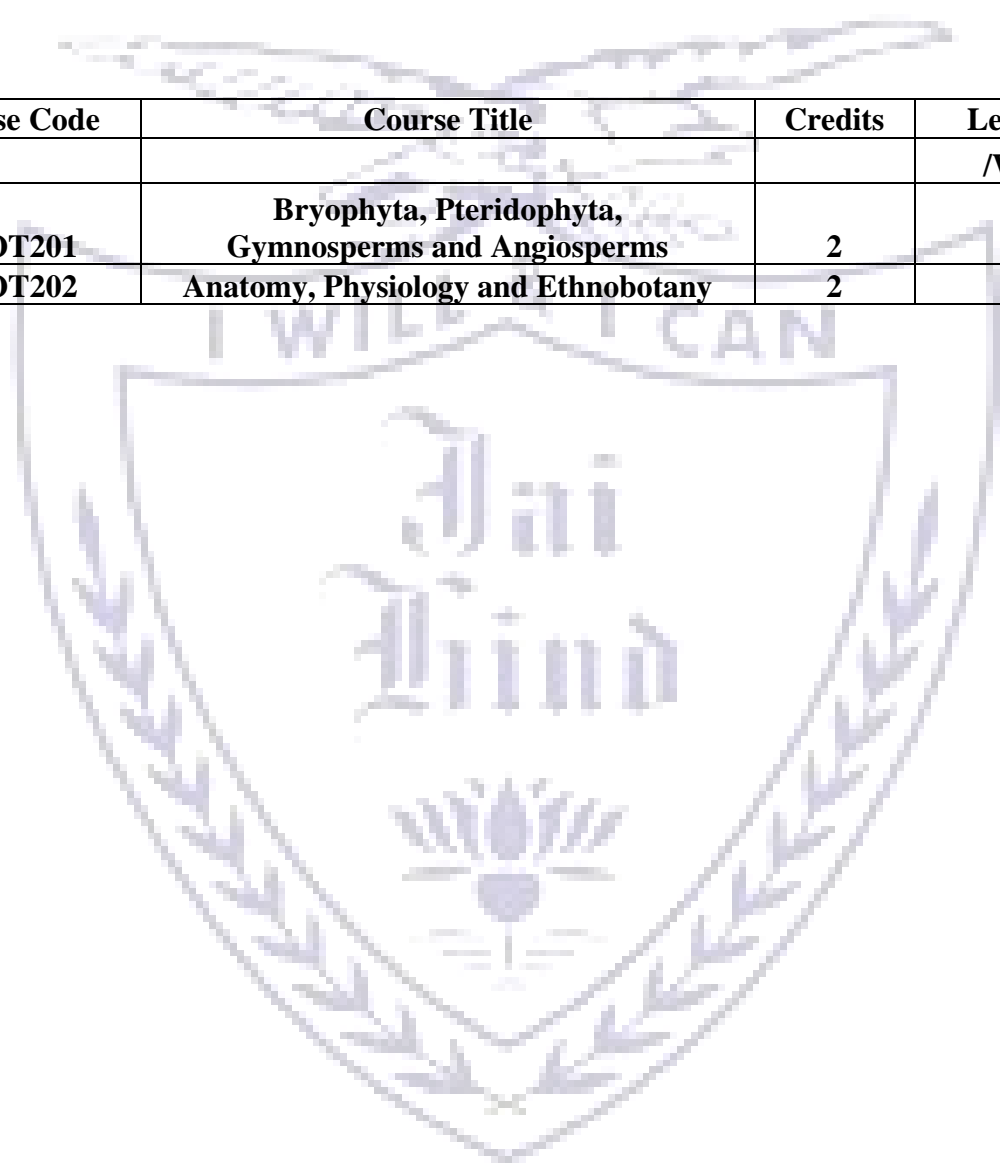 se Code Course Title Credits Le
/V
Bryophyta, Pteridophyta,
OT201 Gymnosperms and Angiosperms 2
OT202 Anatomy, Physiology and Ethnobotany 2
I WILL & I CAN
Jai
Hind